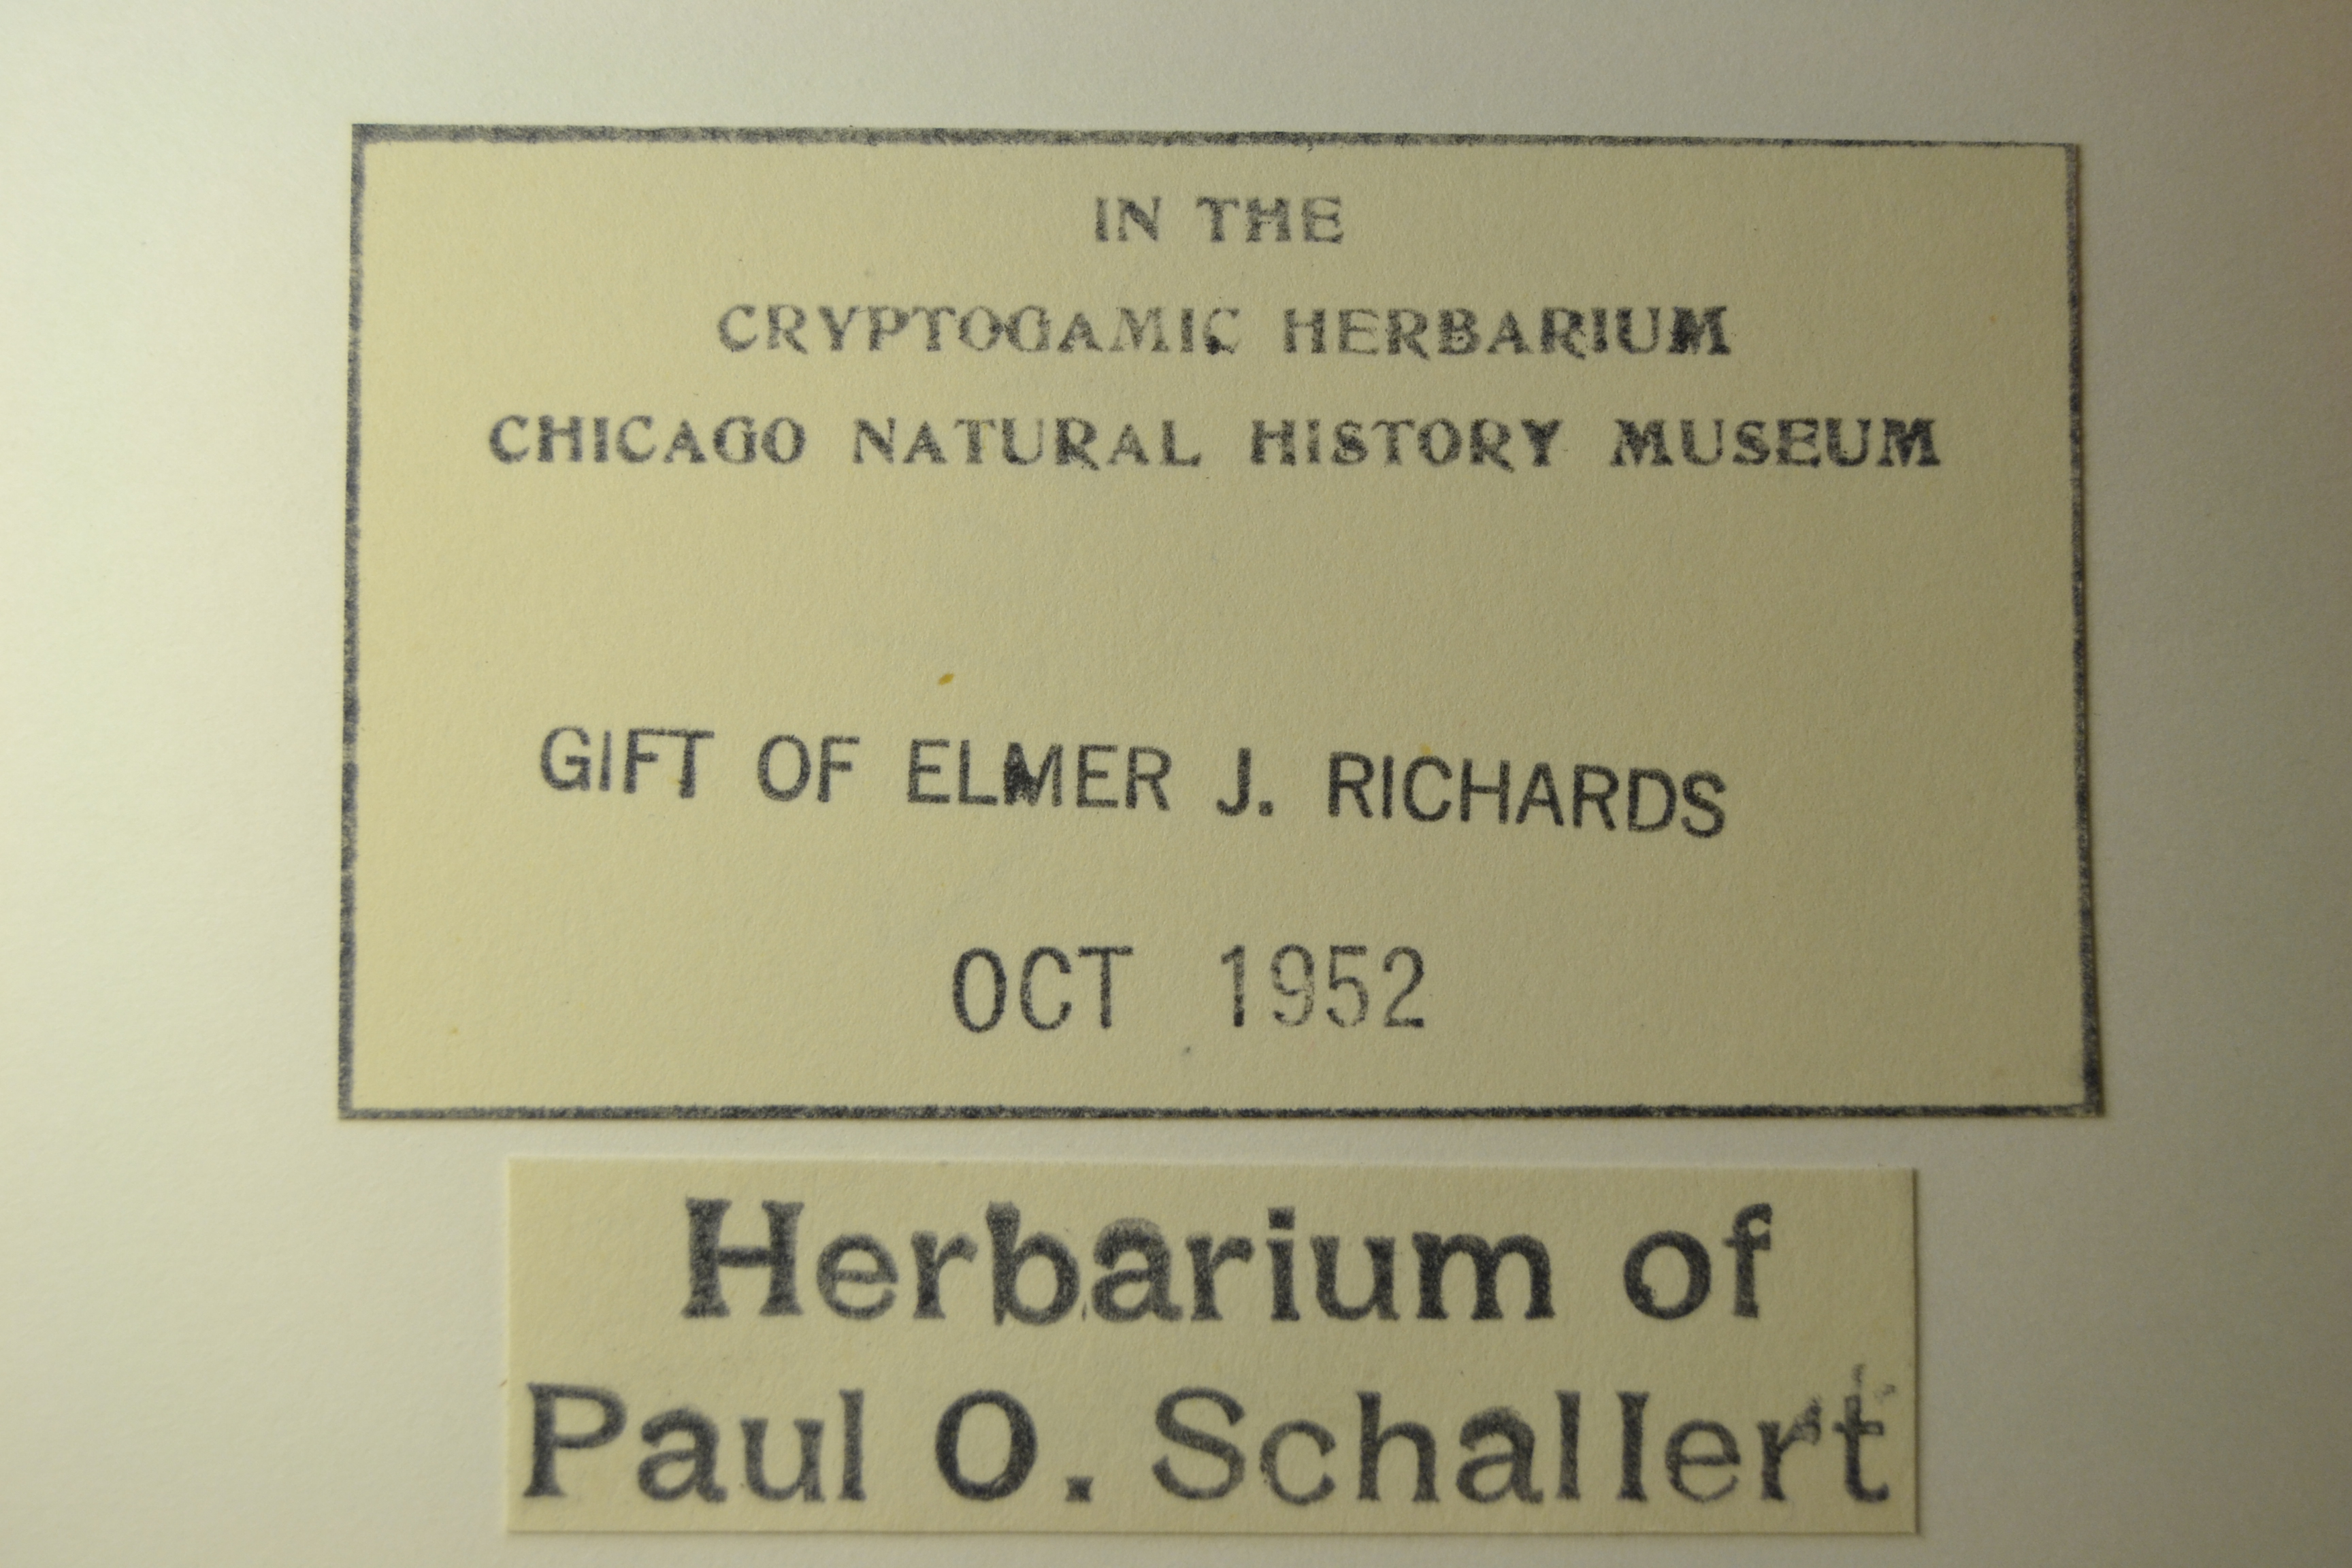 IN THE
CRYPTOGAMIC HERBARIUM
CHICAGO NATURAL HISTORY MUSEUM
GIFT OF ELMER J. RICHARDS
OCT 1952
Herbarium of
Paul O. Schallert